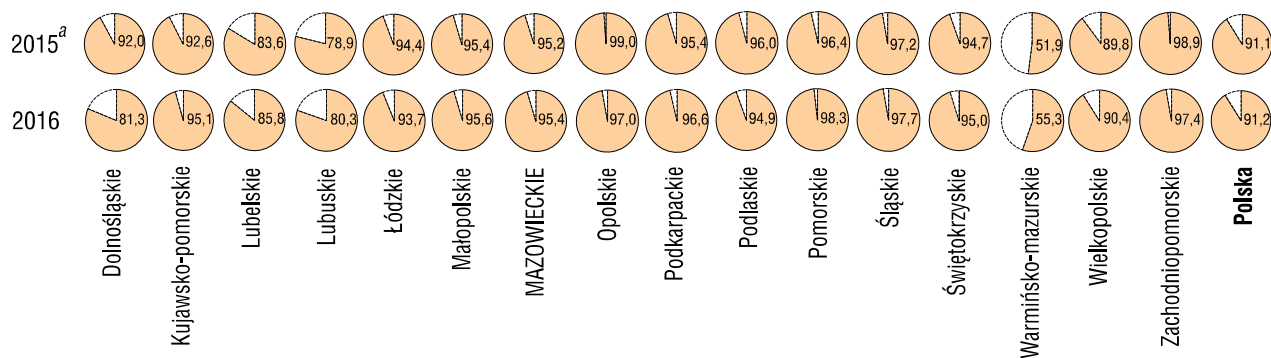 2015a 92,0 92,6 83,6 78,9 94,4 95,4 95,2 99,0 95,4 96,0 96,4 97,2 94,7 51,9 89,8 98,9 91,1
2016 81,3 95,1 85,8 80,3 93,7 95,6 95,4 97,0 96,6 94,9 98,3 97,7 95,0 55,3 90,4 97,4 91,2
Dolnośląskie
Kujawsko-pomorskie
Lubelskie
Lubuskie
Łódzkie
Małopolskie
MAZOWIECKIE
Opolskie
Podkarpackie
Podlaskie
Pomorskie
Śląskie
Świętokrzyskie
Warmińsko-mazurskie
Wielkopolskie
Zachodniopomorskie
Polska